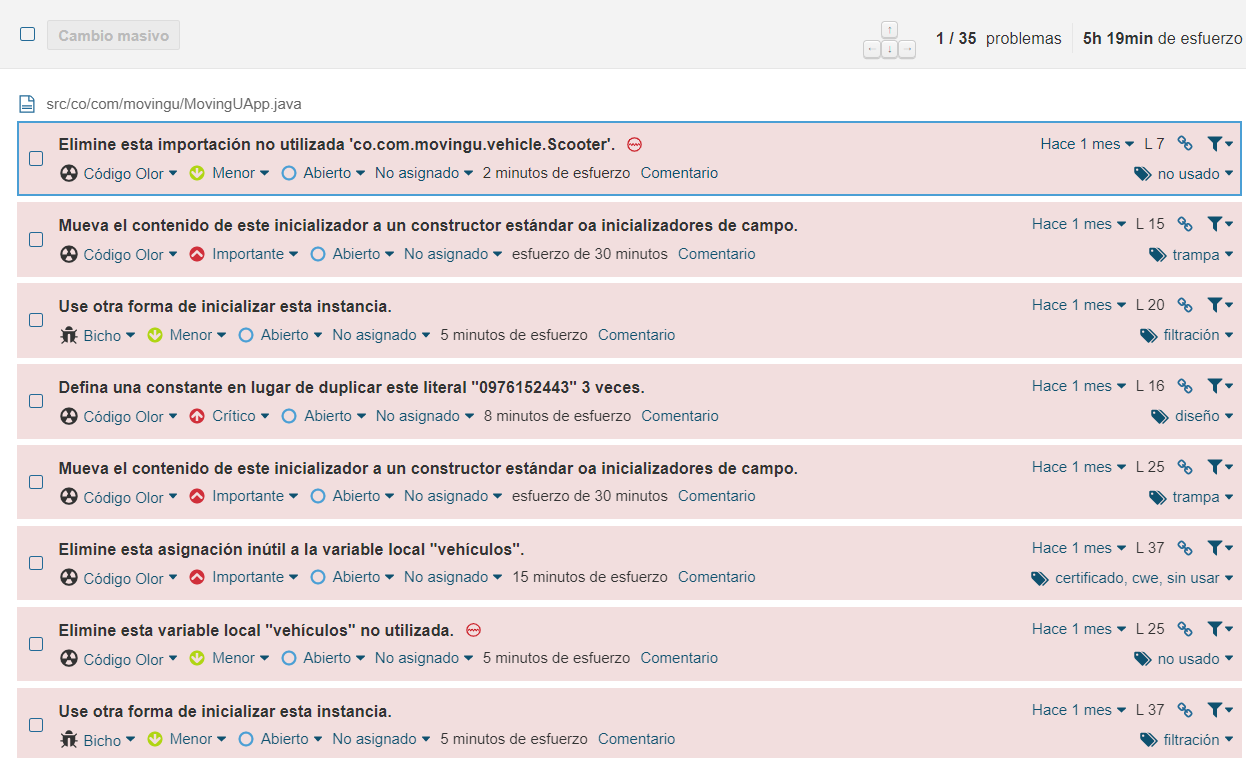 Cambio masivo
1 / 35 problemas 5h 19min de esfuerzo
src/co/com/movingu/MovingUApp.java
Elimine esta importación no utilizada 'co.com.movingu.vehicle.Scooter'. Hace 1 mes L 7
Código Olor Menor Abierto No asignado 2 minutos de esfuerzo Comentario no usado
Mueva el contenido de este inicializador a un constructor estándar oa inicializadores de campo. Hace 1 mes L 15
Código Olor Importante Abierto No asignado esfuerzo de 30 minutos Comentario trampa
Use otra forma de inicializar esta instancia. Hace 1 mes L 20
Bicho Menor Abierto No asignado 5 minutos de esfuerzo Comentario filtración
Defina una constante en lugar de duplicar este literal "0976152443" 3 veces. Hace 1 mes L 16
Código Olor Crítico Abierto No asignado 8 minutos de esfuerzo Comentario diseño
Mueva el contenido de este inicializador a un constructor estándar oa inicializadores de campo. Hace 1 mes L 25
Código Olor Importante Abierto No asignado esfuerzo de 30 minutos Comentario trampa
Elimine esta asignación inútil a la variable local "vehículos". Hace 1 mes L 37
Código Olor Importante Abierto No asignado 15 minutos de esfuerzo Comentario certificado, cwe, sin usar
Elimine esta variable local "vehículos" no utilizada. Hace 1 mes L 25
Código Olor Menor Abierto No asignado 5 minutos de esfuerzo Comentario no usado
Use otra forma de inicializar esta instancia. Hace 1 mes L 37
Bicho Menor Abierto No asignado 5 minutos de esfuerzo Comentario filtración